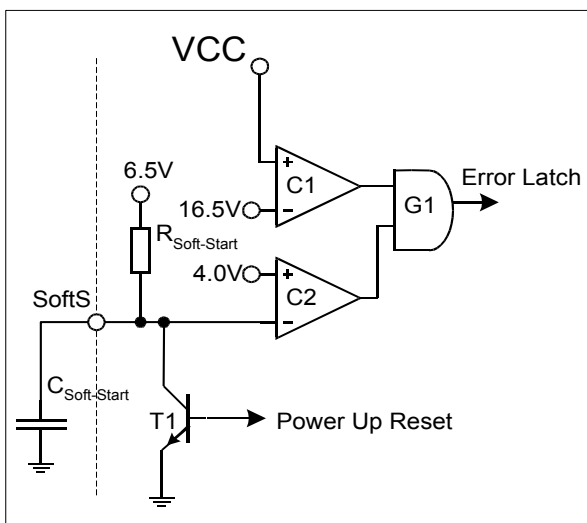 VCC
6.5V
+
C1
Error Latch
16.5V
-
G1
R Soft-Start
4.0V
+
C2
SoftS
-
C Soft-Start
T1
Power Up Reset